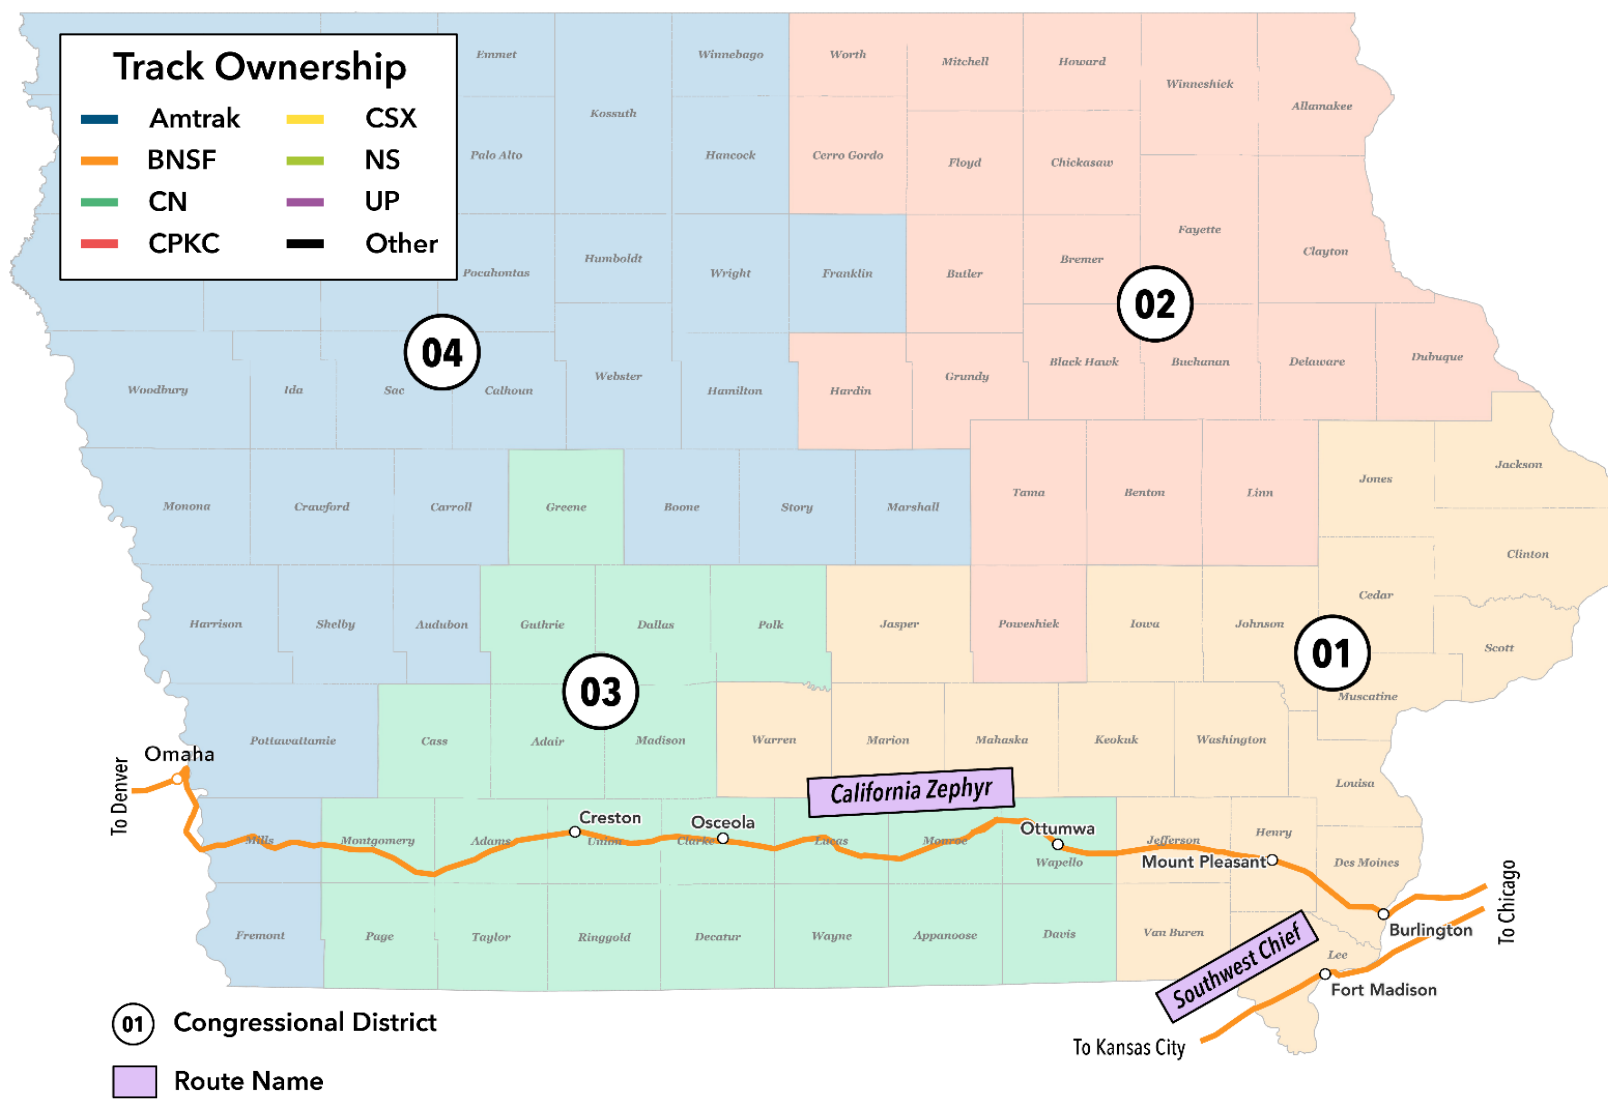 Track Ownership
Amtrak CSX
BNSF NS
CN UP
CPKC Other
Emmet
Winnebago
Worth
Mitchell
Howard
Winneshick
Allamakee
Kossuth
Palo Alto
Hancock
Cerro Gordo
Floyd
Chickasaw
Pocahontas
Humboldt
Wright
Franklin
Butler
Bremer
Fayette
Clayton
04
02
Woodbury
Ida
Sac
Calhoun
Webster
Hamilton
Hardin
Grundy
Black Hawk
Buchanan
Delaware
Dubuque
Monona
Crawford
Carroll
Greene
Boone
Story
Marshall
Tama
Benton
Linn
Jones
Jackson
Clinton
Cedar
Harrison
Shelby
Audubon
Guthrie
Dallas
Polk
Jasper
Poweshiek
Iowa
Johnson
Scott
03
01
Muscatine
Pottawattamie
Cass
Adair
Madison
Warren
Marion
Mahaska
Keokuk
Washington
Louisa
Omaha
To Denver
California Zephyr
Mills
Montgomery
Adams
Creston
Union
Osceola
Clarke
Lucas
Monroe
Ottumwa
Wapello
Jefferson
Henry
Mount Pleasant
Des Moines
To Chicago
Fremont
Page
Taylor
Ringgold
Decatur
Wayne
Appanoose
Davis
Van Buren
Southwest Chief
Lee
Burlington
Fort Madison
To Kansas City
01 Congressional District
Route Name